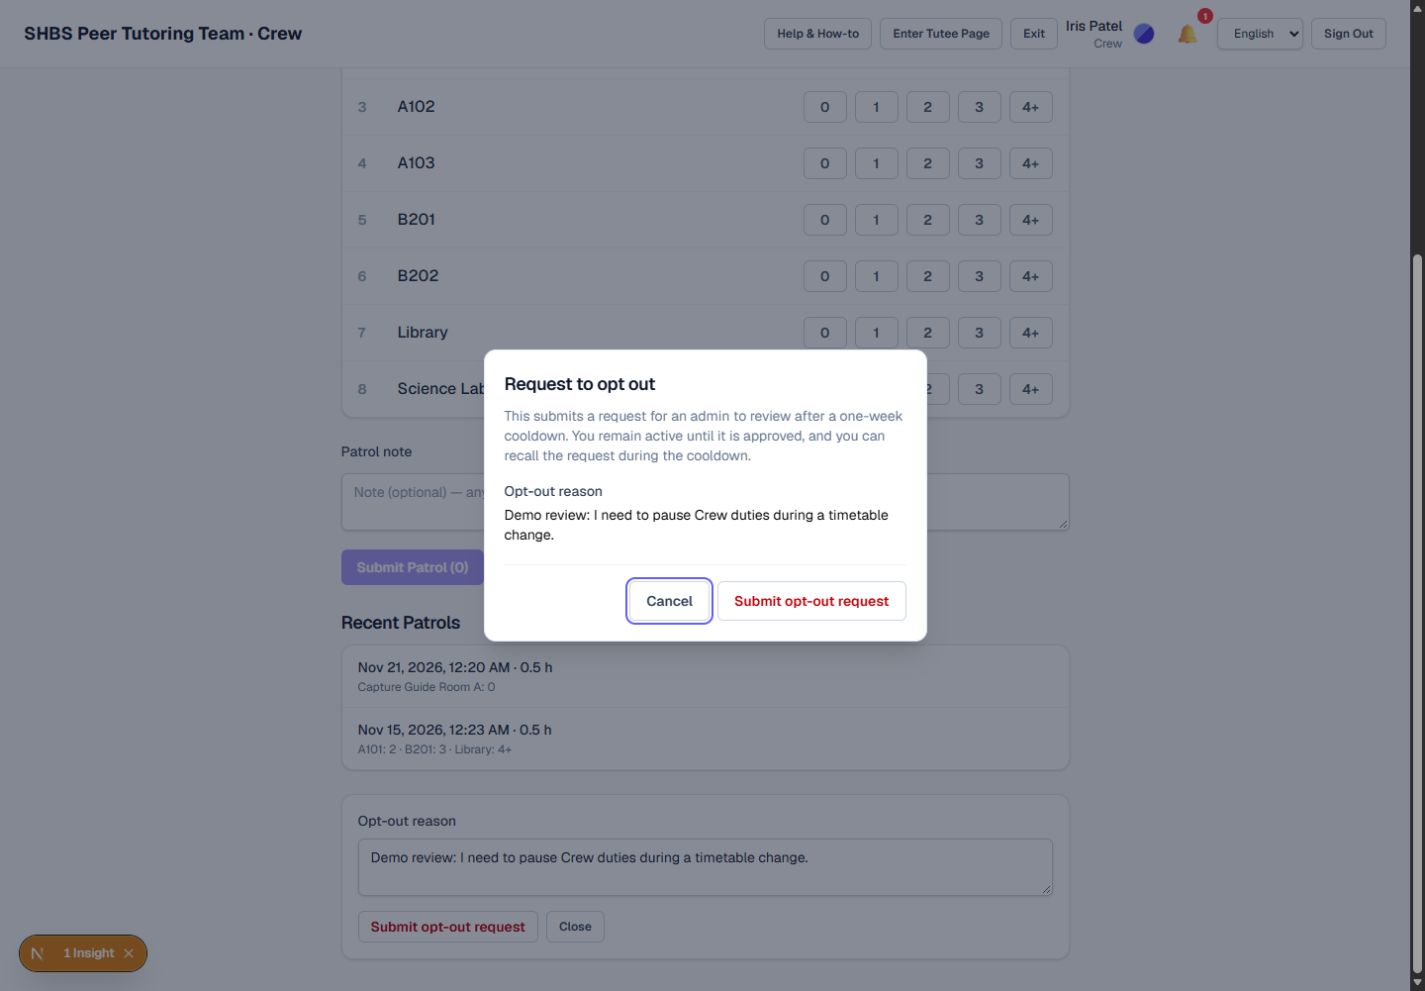 SHBS Peer Tutoring Team · Crew
Help & How-to
Enter Tutee Page
Exit
Iris Patel
Crew
1
English
Sign Out
3 A102 0 1 2 3 4+
4 A103 0 1 2 3 4+
5 B201 0 1 2 3 4+
6 B202 0 1 2 3 4+
7 Library 0 1 2 3 4+
8 Science Lab 2 3 4+
Patrol note
Note (optional) — any
Submit Patrol (0)
Request to opt out
This submits a request for an admin to review after a one-week
cooldown. You remain active until it is approved, and you can
recall the request during the cooldown.
Opt-out reason
Demo review: I need to pause Crew duties during a timetable
change.
Cancel
Submit opt-out request
Recent Patrols
Nov 21, 2026, 12:20 AM · 0.5 h
Capture Guide Room A: 0
Nov 15, 2026, 12:23 AM · 0.5 h
A101: 2 · B201: 3 · Library: 4+
Opt-out reason
Demo review: I need to pause Crew duties during a timetable change.
Submit opt-out request
Close
N
1 Insight